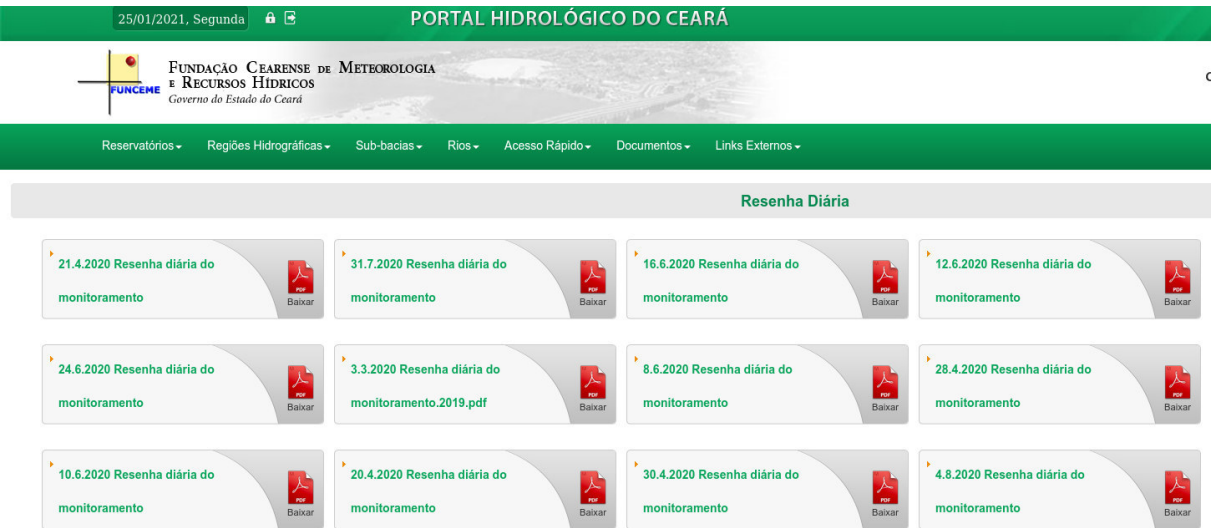 25/01/2021, Segunda
PORTAL HIDROLÓGICO DO CEARÁ
FUNCEME
Fundação Cearense de Meteorologia
e Recursos Hídricos
Governo do Estado do Ceará
Reservatórios Regiões Hidrográficas Sub-bacias Rios Acesso Rápido Documentos Links Externos
Resenha Diária
21.4.2020 Resenha diária do
monitoramento
PDF
Baixar
31.7.2020 Resenha diária do
monitoramento
PDF
Baixar
16.6.2020 Resenha diária do
monitoramento
PDF
Baixar
12.6.2020 Resenha diária do
monitoramento
PDF
Baixar
24.6.2020 Resenha diária do
monitoramento
PDF
Baixar
3.3.2020 Resenha diária do
monitoramento.2019.pdf
PDF
Baixar
8.6.2020 Resenha diária do
monitoramento
PDF
Baixar
28.4.2020 Resenha diária do
monitoramento
PDF
Baixar
10.6.2020 Resenha diária do
monitoramento
PDF
Baixar
20.4.2020 Resenha diária do
monitoramento
PDF
Baixar
30.4.2020 Resenha diária do
monitoramento
PDF
Baixar
4.8.2020 Resenha diária do
monitoramento
PDF
Baixar